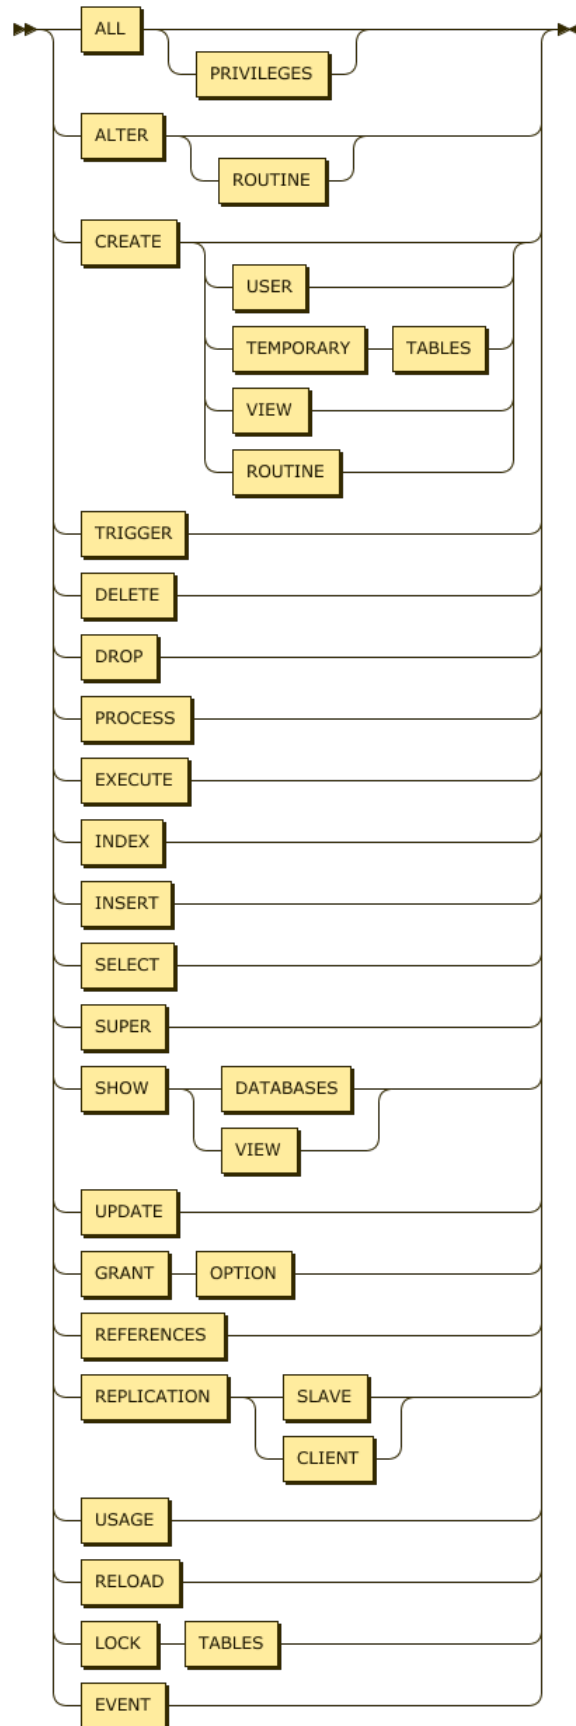 ALL
PRIVILEGES
ALTER
ROUTINE
CREATE
USER
TEMPORARY TABLES
VIEW
ROUTINE
TRIGGER
DELETE
DROP
PROCESS
EXECUTE
INDEX
INSERT
SELECT
SUPER
SHOW DATABASES
VIEW
UPDATE
GRANT OPTION
REFERENCES
REPLICATION SLAVE
CLIENT
USAGE
RELOAD
LOCK TABLES
EVENT